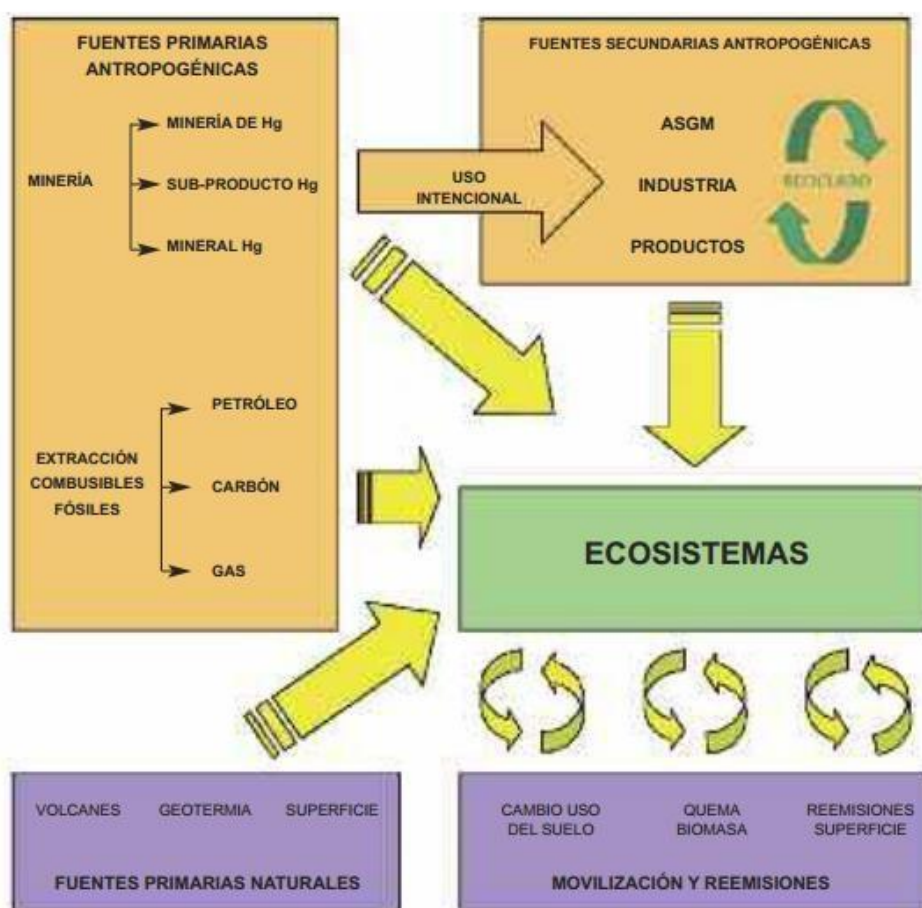 FUENTES PRIMARIAS
ANTROPOGÉNICAS
MINERÍA
MINERÍA DE Hg
SUB-PRODUCTO Hg
MINERAL Hg
EXTRACCIÓN
COMBUSIBLES
FÓSILES
PETRÓLEO
CARBÓN
GAS
USO
INTENCIONAL
FUENTES SECUNDARIAS ANTROPOGÉNICAS
ASGM
INDUSTRIA
PRODUCTOS
RECICLADO
ECOSISTEMAS
VOLCANES GEOTERMIA SUPERFICIE
FUENTES PRIMARIAS NATURALES
CAMBIO USO
DEL SUELO
QUEMA
BIOMASA
REEMISIONES
SUPERFICIE
MOVILIZACIÓN Y REEMISIONES